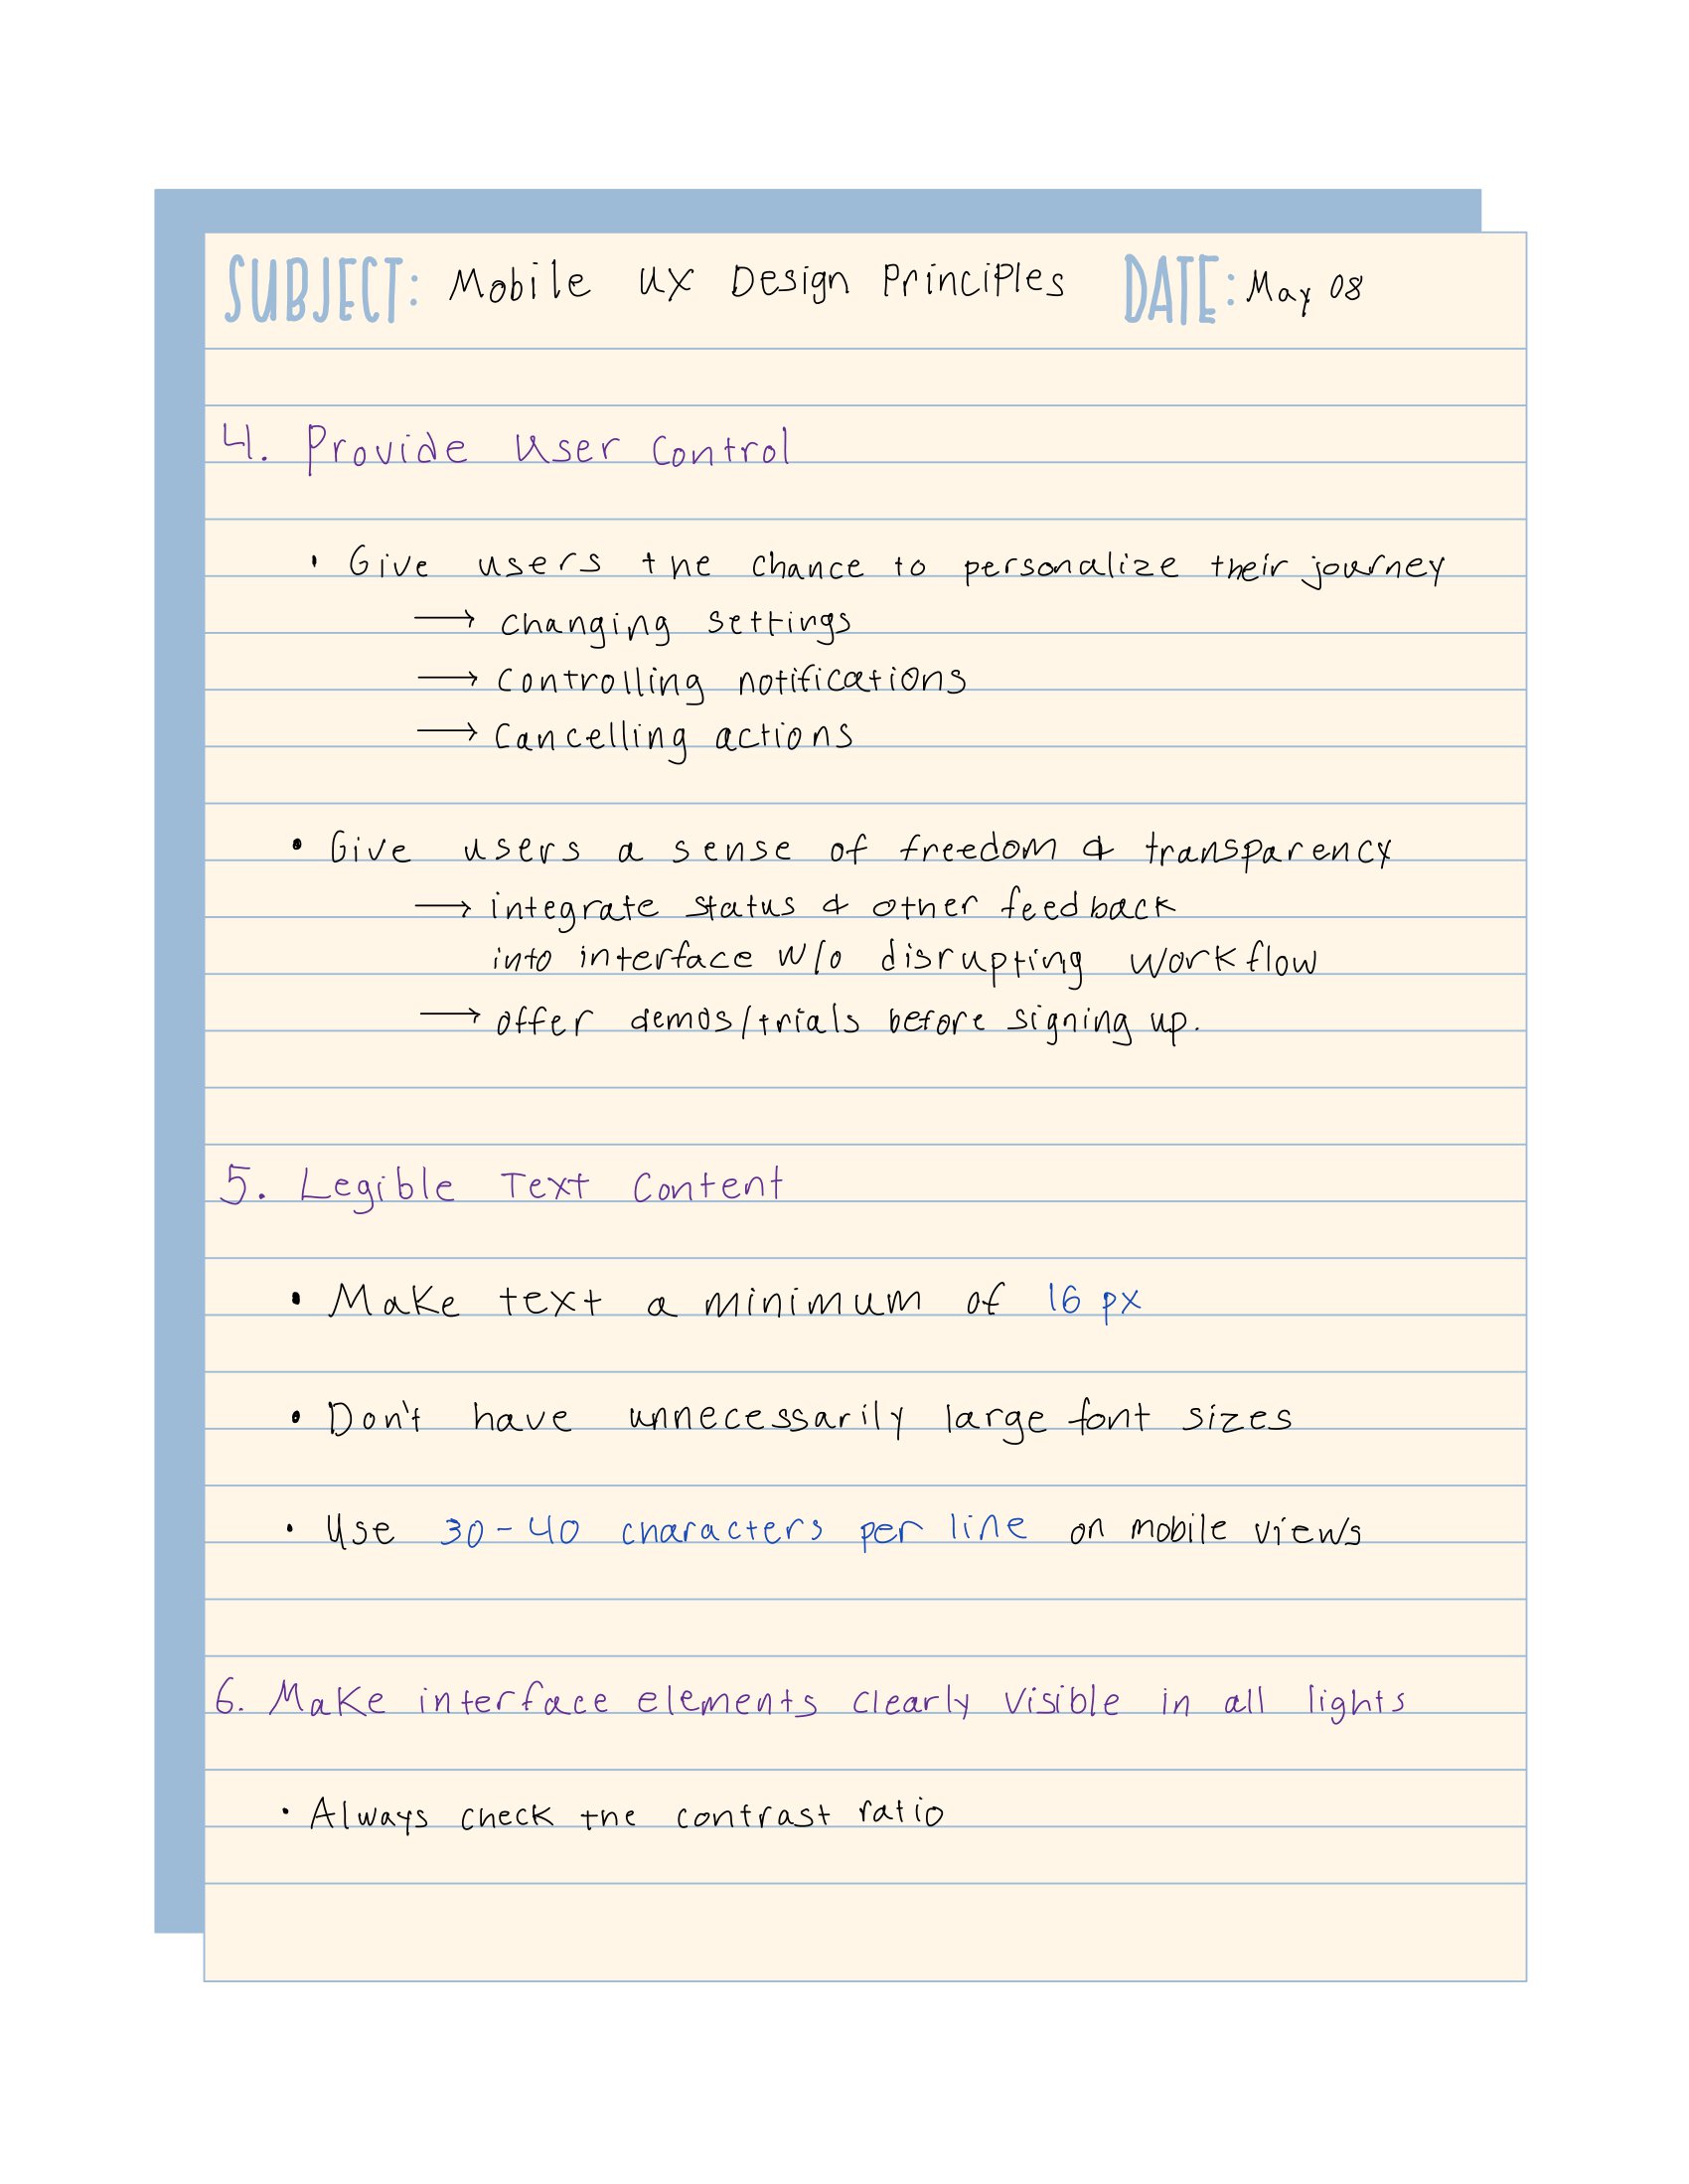 SUBJECT: Mobile UX Design Principles DATE: May 08
4. Provide User Control
• Give users the chance to personalize their journey
→ changing settings
→ controlling notifications
→ Cancelling actions
• Give users a sense of freedom & transparency
→ integrate status & other feedback
into interface w/o disrupting workflow
→ offer demos/trials before signing up.
5. Legible Text Content
• Make text a minimum of 16 px
• Don't have unnecessarily large font sizes
• Use 30-40 characters per line on mobile views
6. Make interface elements clearly visible in all lights
• Always check the contrast ratio